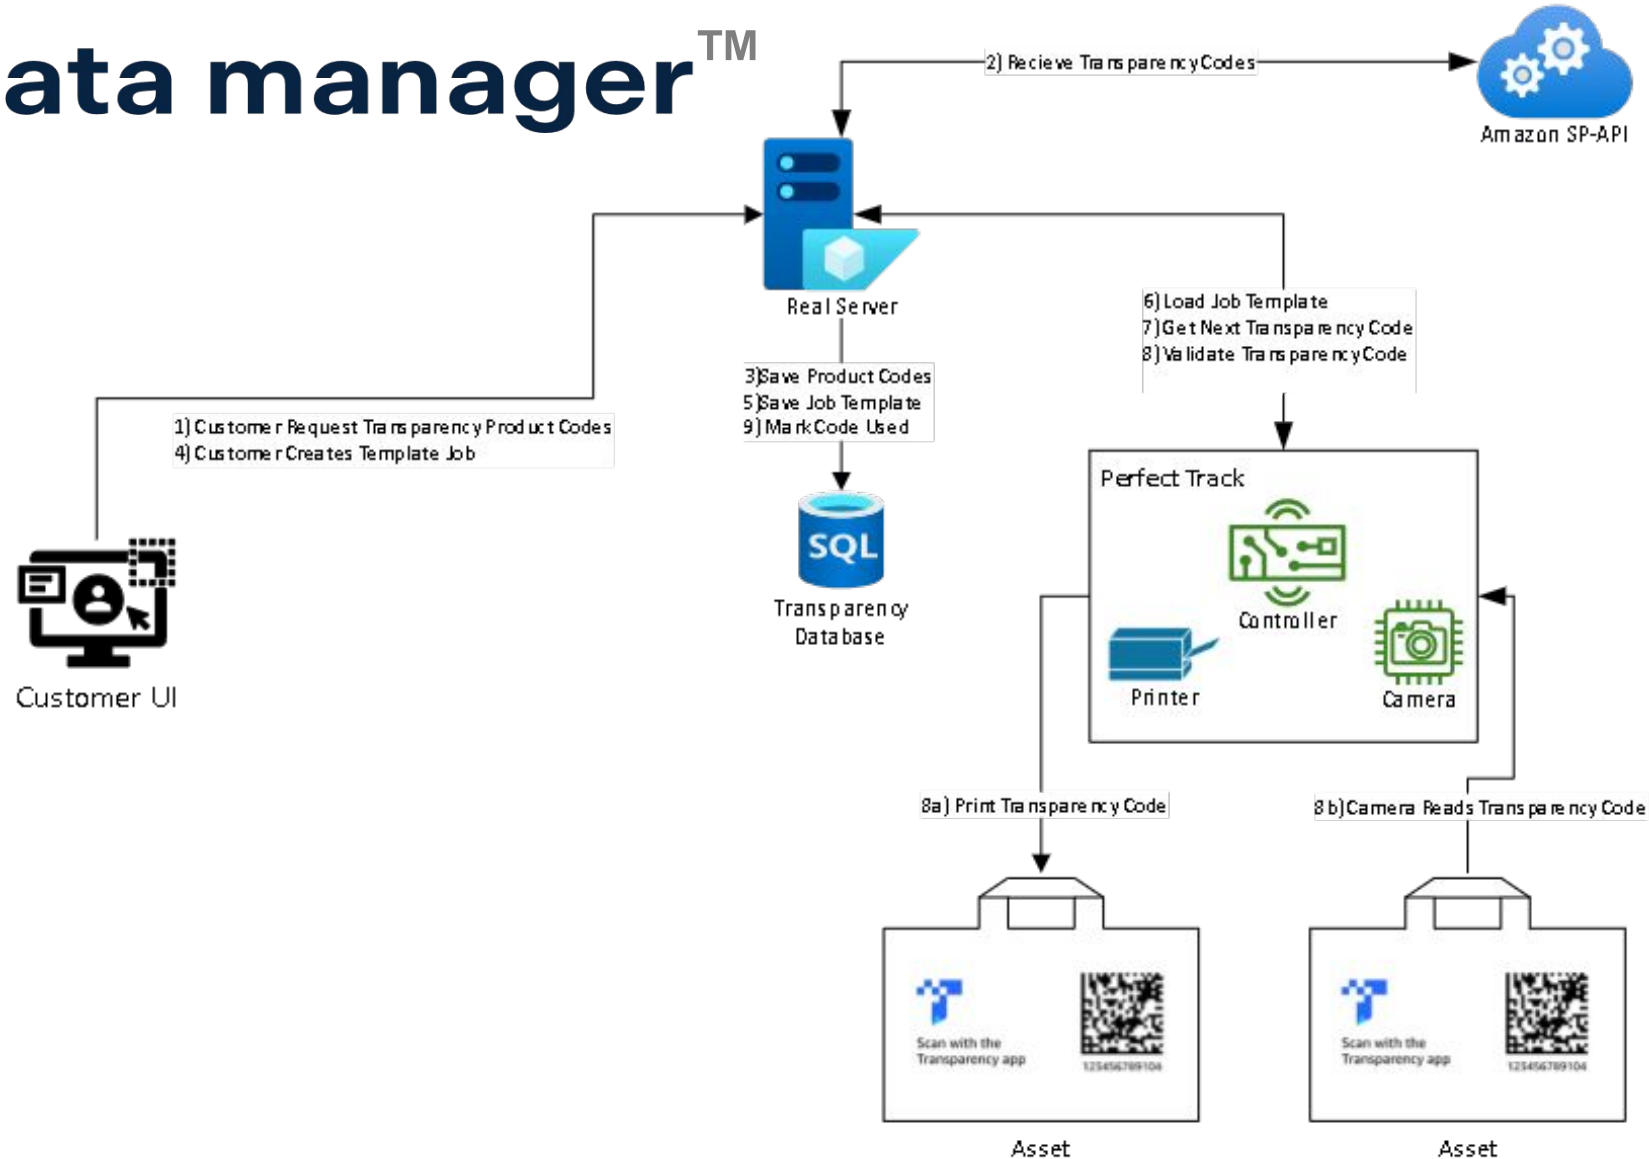 ata manager™
2) Recieve Transparency Codes
Amazon SP-API
Real Server
6) Load Job Template
7) Get Next Transparency Code
8) Validate Transparency Code
3) Save Product Codes
5) Save Job Template
9) Mark Code Used
1) Customer Request Transparency Product Codes
4) Customer Creates Template Job
Perfect Track
SQL
Controller
Transparency
Database
Printer
Camera
Customer UI
8a) Print Transparency Code
8b) Camera Reads Transparency Code
Scan with the
Transparency app
123456789104
Scan with the
Transparency app
123456789104
Asset
Asset